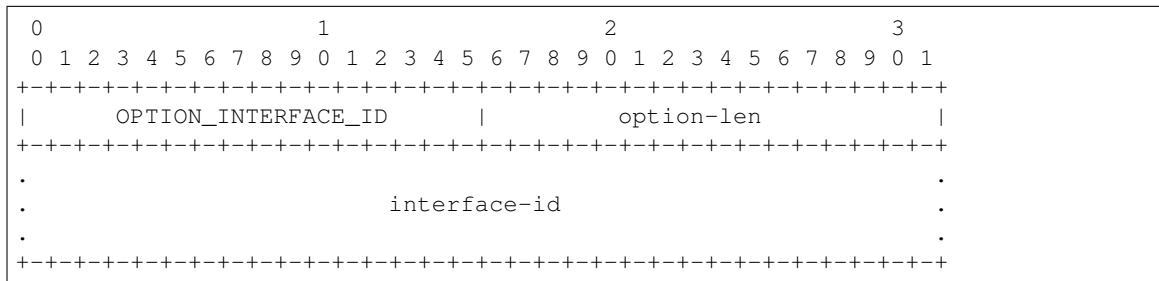 0                   1                   2                   3
 0 1 2 3 4 5 6 7 8 9 0 1 2 3 4 5 6 7 8 9 0 1 2 3 4 5 6 7 8 9 0 1
+-+-+-+-+-+-+-+-+-+-+-+-+-+-+-+-+-+-+-+-+-+-+-+-+-+-+-+-+-+-+-+-+
|      OPTION_INTERFACE_ID      |         option-len            |
+-+-+-+-+-+-+-+-+-+-+-+-+-+-+-+-+-+-+-+-+-+-+-+-+-+-+-+-+-+-+-+-+
.                                                               .
.                         interface-id                          .
.                                                               .
+-+-+-+-+-+-+-+-+-+-+-+-+-+-+-+-+-+-+-+-+-+-+-+-+-+-+-+-+-+-+-+-+